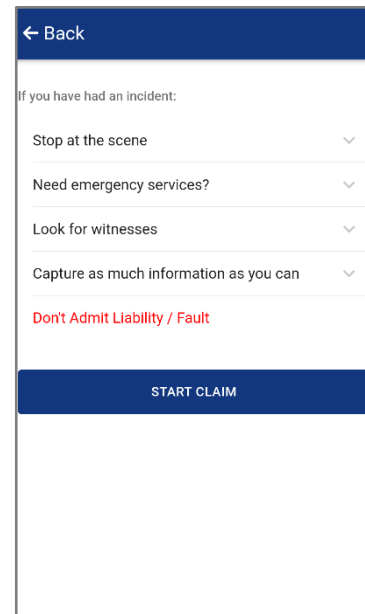 Back
If you have had an incident:
Stop at the scene
Need emergency services?
Look for witnesses
Capture as much information as you can
Don't Admit Liability / Fault
START CLAIM